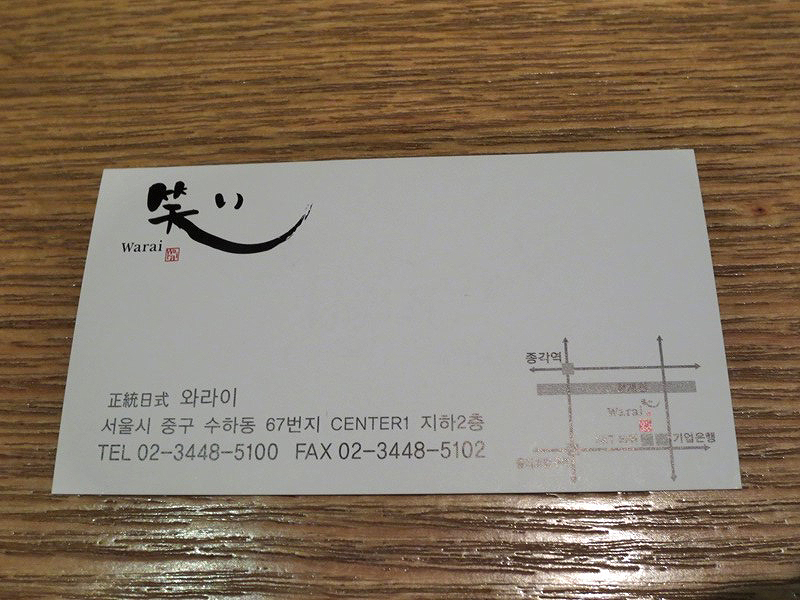 笑い
Warai
正統日式 와라이
서울시 중구 수하동 67번지 CENTER1 지하2층
TEL 02-3448-5100 FAX 02-3448-5102
종각역
청계천
Warai
기업은행